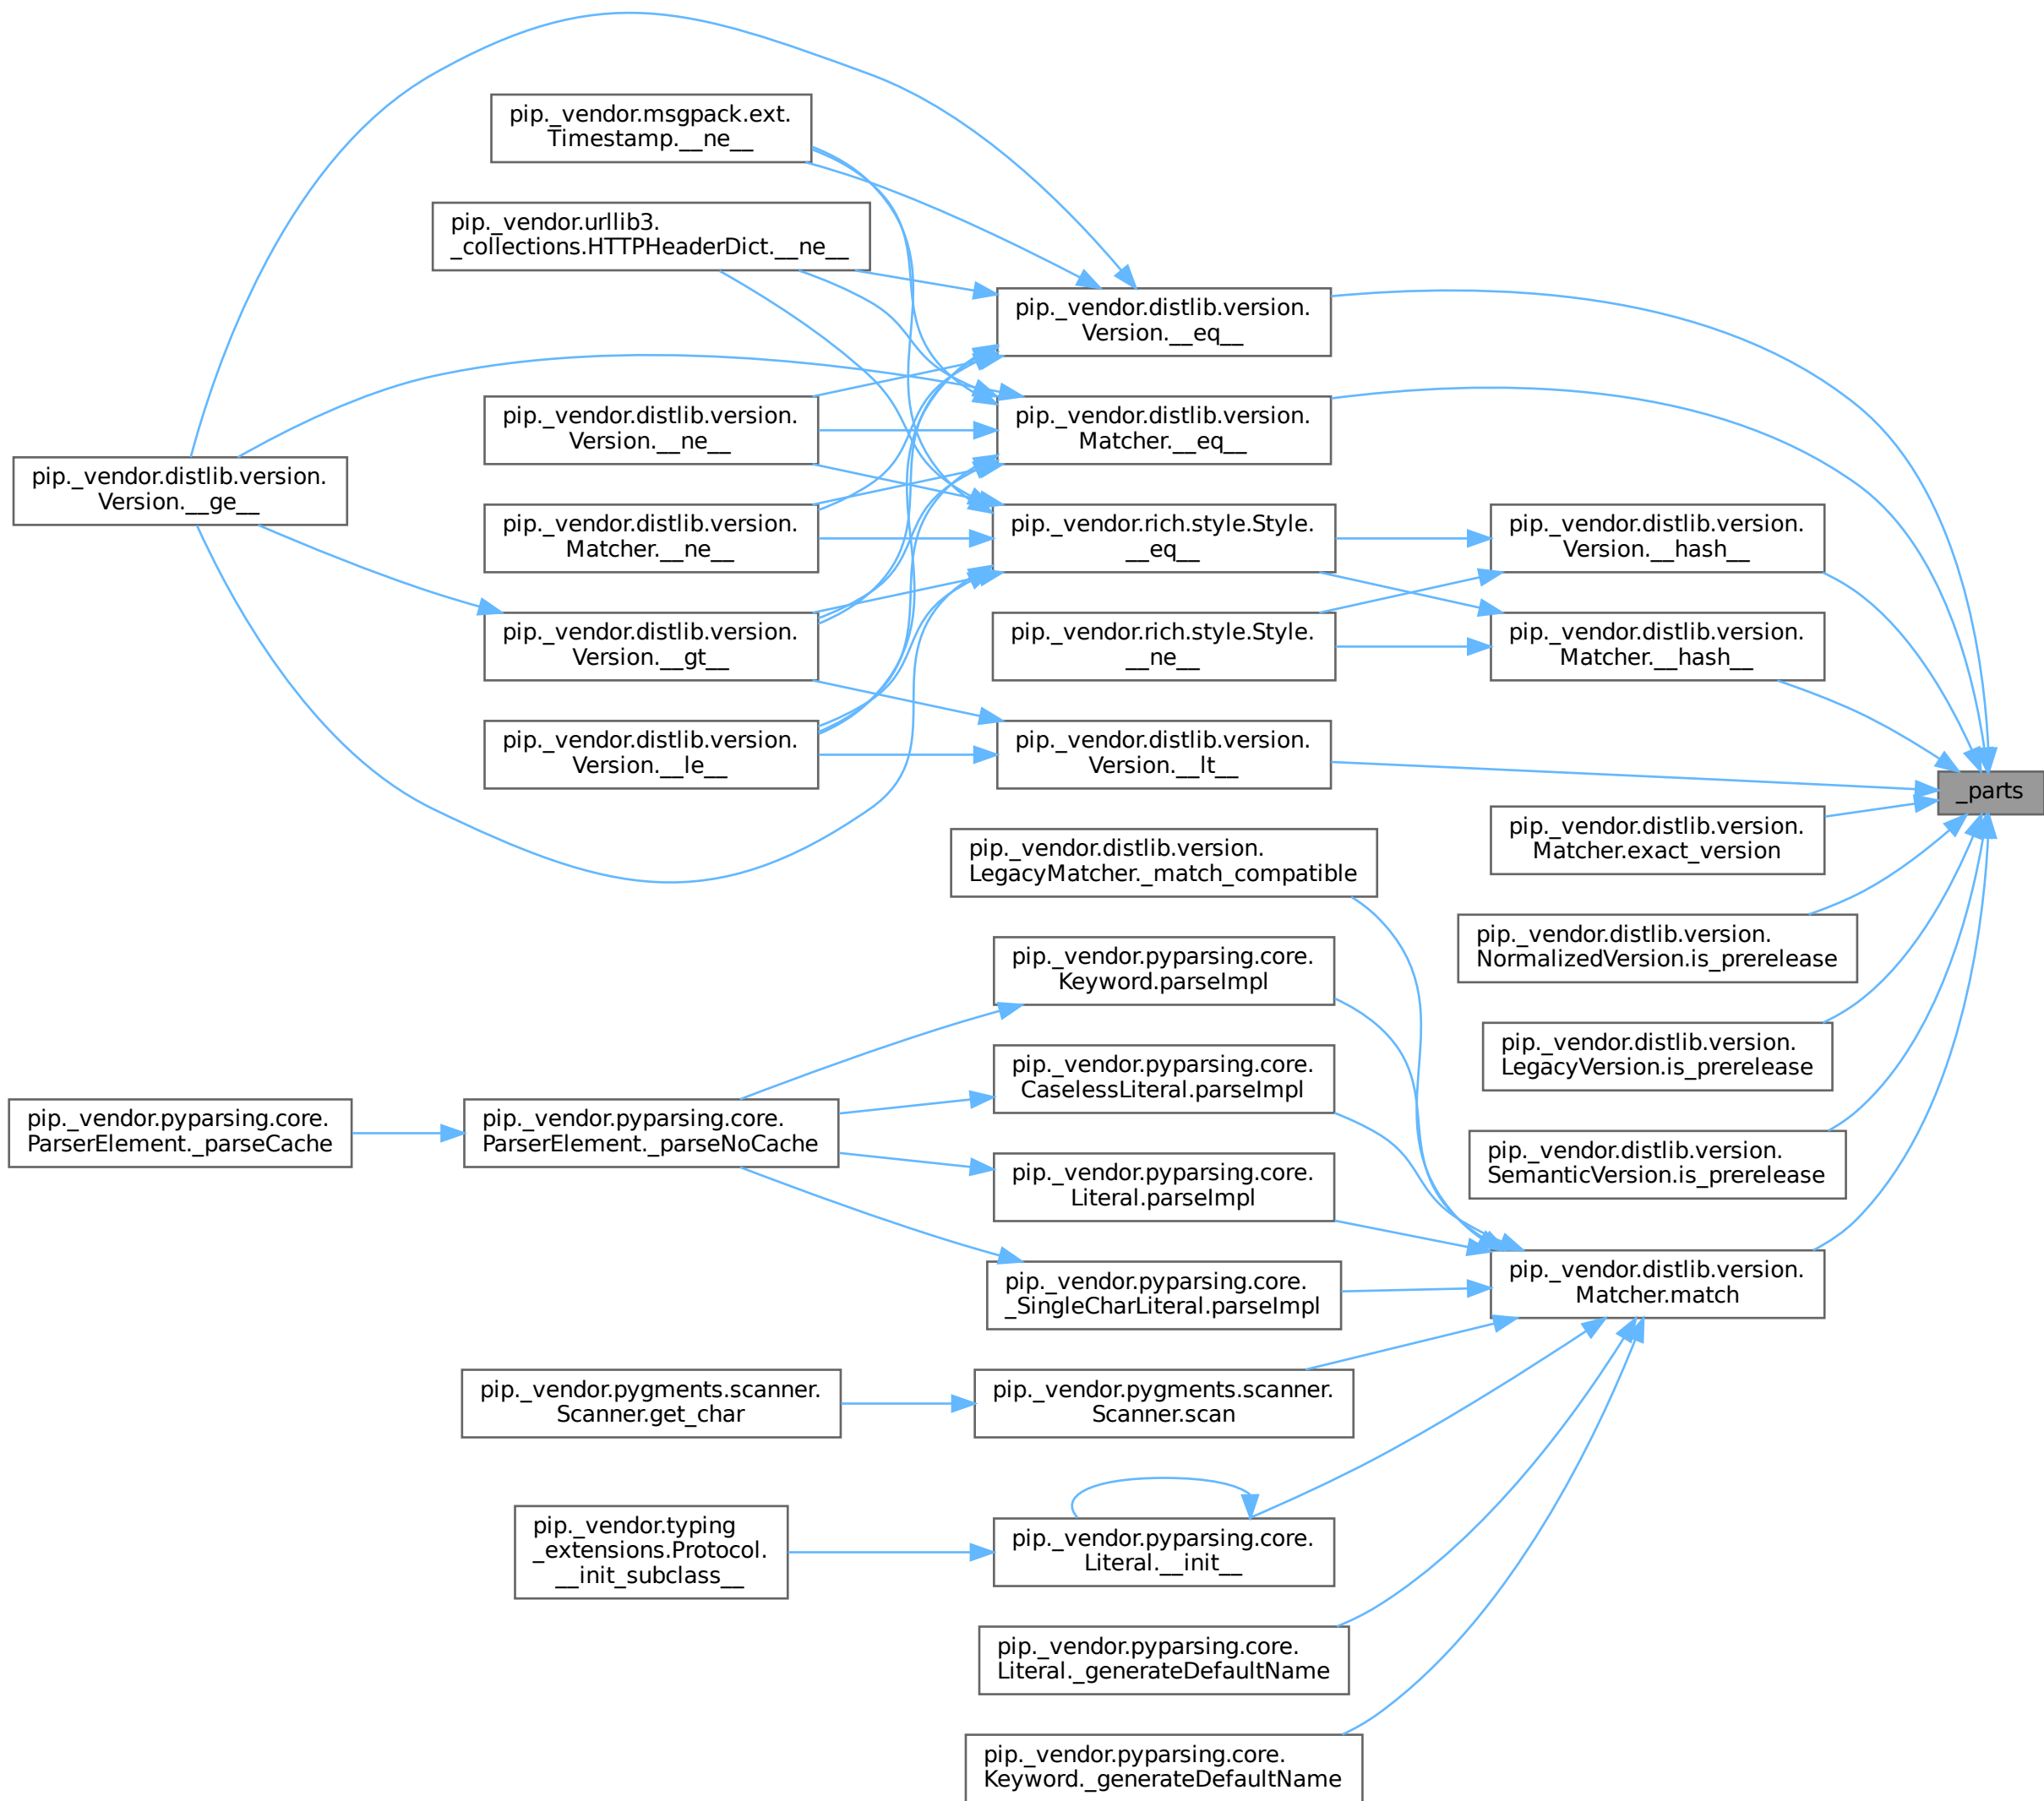 pip._vendor.msgpack.ext.
Timestamp.__ne__
pip._vendor.urllib3.
_collections.HTTPHeaderDict.__ne__
pip._vendor.distlib.version.
Version.__eq__
pip._vendor.distlib.version.
Version.__ne__
pip._vendor.distlib.version.
Matcher.__eq__
pip._vendor.distlib.version.
Version.__ge__
pip._vendor.distlib.version.
Matcher.__ne__
pip._vendor.rich.style.Style.
__eq__
pip._vendor.distlib.version.
Version.__hash__
pip._vendor.distlib.version.
Version.__gt__
pip._vendor.rich.style.Style.
__ne__
pip._vendor.distlib.version.
Matcher.__hash__
pip._vendor.distlib.version.
Version.__le__
pip._vendor.distlib.version.
Version.__lt__
_parts
pip._vendor.distlib.version.
Matcher.exact_version
pip._vendor.distlib.version.
LegacyMatcher._match_compatible
pip._vendor.distlib.version.
NormalizedVersion.is_prerelease
pip._vendor.pyparsing.core.
Keyword.parseImpl
pip._vendor.distlib.version.
LegacyVersion.is_prerelease
pip._vendor.pyparsing.core.
CaselessLiteral.parseImpl
pip._vendor.pyparsing.core.
ParserElement._parseCache
pip._vendor.pyparsing.core.
ParserElement._parseNoCache
pip._vendor.pyparsing.core.
Literal.parseImpl
pip._vendor.distlib.version.
SemanticVersion.is_prerelease
pip._vendor.pyparsing.core.
_SingleCharLiteral.parseImpl
pip._vendor.distlib.version.
Matcher.match
pip._vendor.pygments.scanner.
Scanner.get_char
pip._vendor.pygments.scanner.
Scanner.scan
pip._vendor.typing
_extensions.Protocol.
__init_subclass__
pip._vendor.pyparsing.core.
Literal.__init__
pip._vendor.pyparsing.core.
Literal._generateDefaultName
pip._vendor.pyparsing.core.
Keyword._generateDefaultName